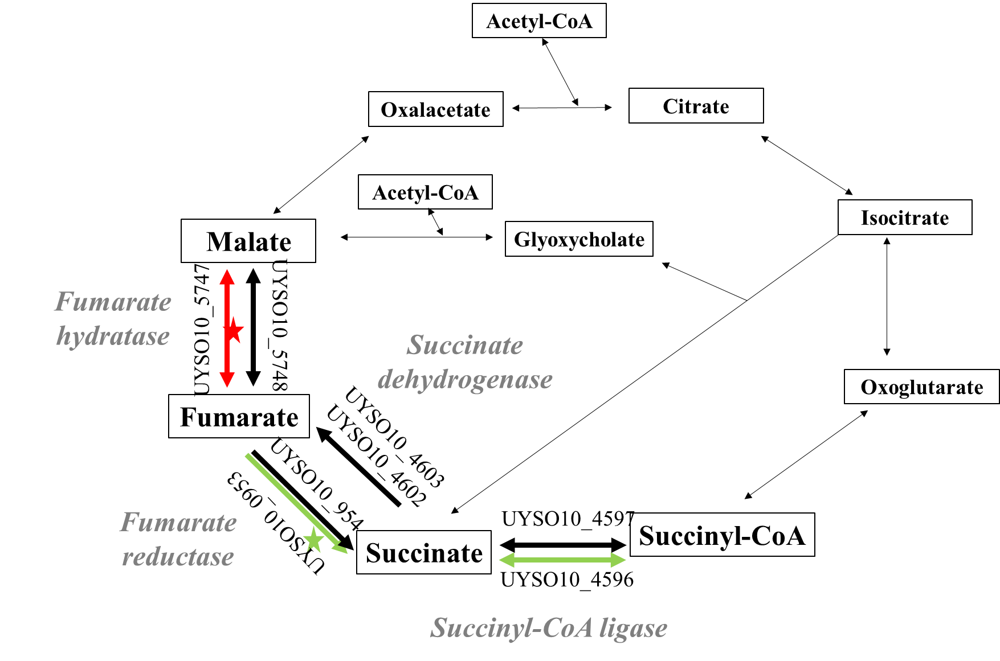 Acetyl-CoA
Oxalacetate
Citrate
Acetyl-CoA
Isocitrate
Malate
Glyoxycholate
UYSO10_5747
UYSO10_5748
Fumarate
hydratase
Succinate
dehydrogenase
Oxoglutarate
Fumarate
UYSO10_4603
UYSO10_4602
UYSO10_954
UYSO10_0953
Fumarate
reductase
UYSO10_4597
Succinate
Succinyl-CoA
UYSO10_4596
Succinyl-CoA ligase